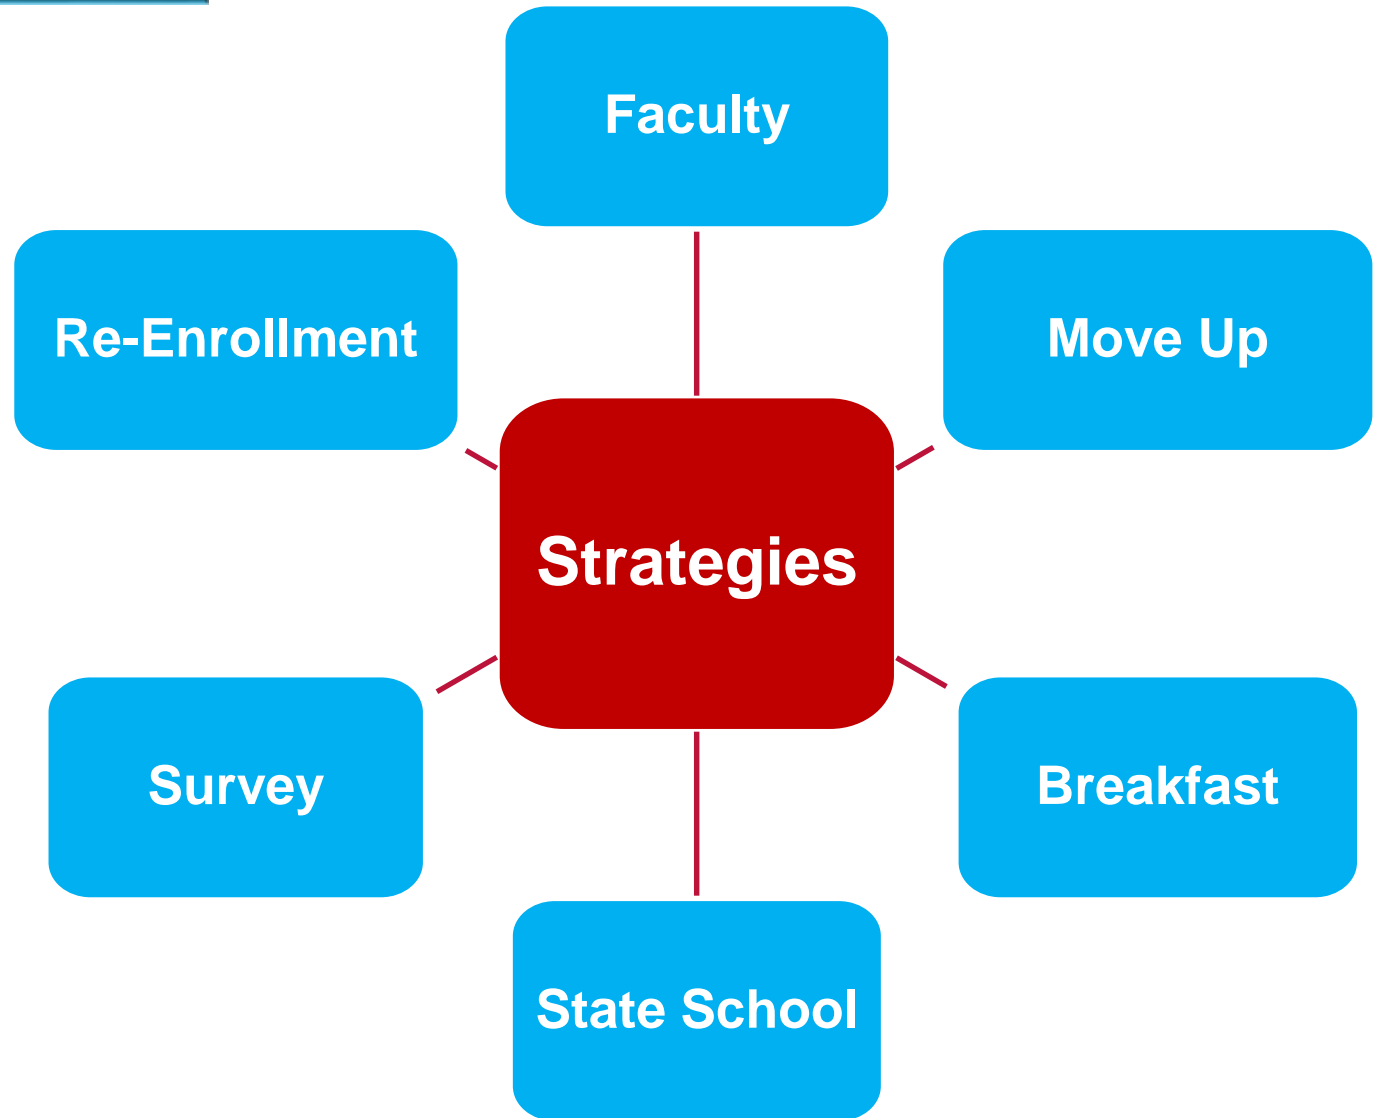 Faculty
Re-Enrollment
Move Up
Strategies
Survey
Breakfast
State School